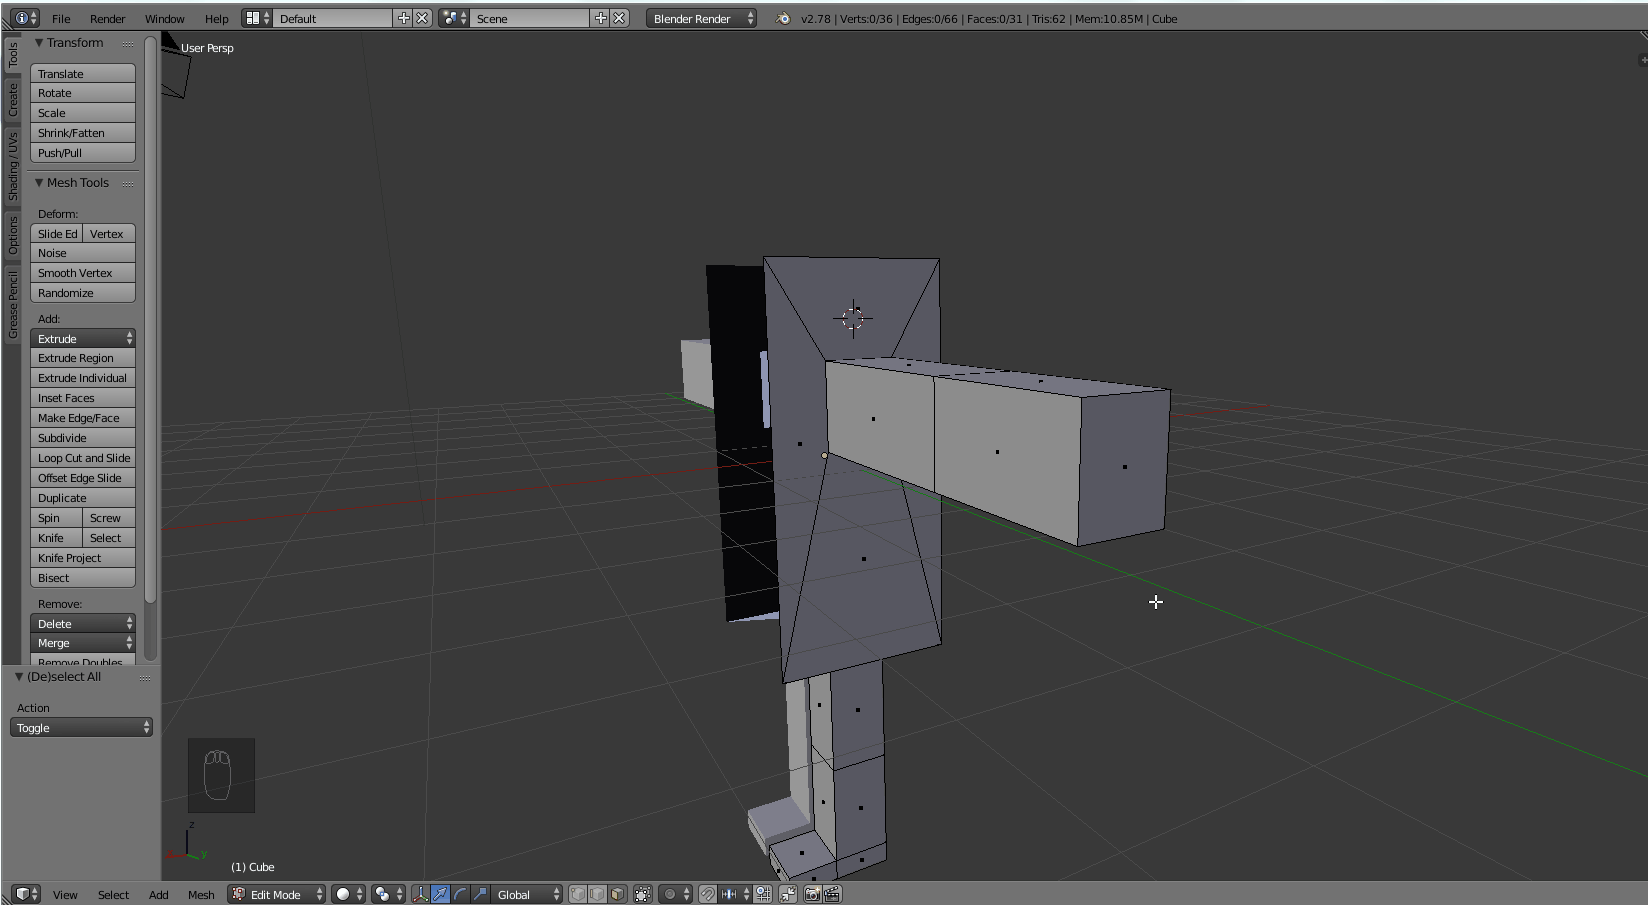 File Render Window Help Default Scene Blender Render v2.78 | Verts:0/36 | Edges:0/66 | Faces:0/31 | Tris:62 | Mem:10.85M | Cube
Tools
Create
Shading / UVs
Options
Grease Pencil
Transform
Translate
Rotate
Scale
Shrink/Fatten
Push/Pull
Mesh Tools
Deform:
Slide Ed Vertex
Noise
Smooth Vertex
Randomize
Add:
Extrude
Extrude Region
Extrude Individual
Inset Faces
Make Edge/Face
Subdivide
Loop Cut and Slide
Offset Edge Slide
Duplicate
Spin Screw
Knife Select
Knife Project
Bisect
Remove:
Delete
Merge
Remove Doubles
(De)select All
Action
Toggle
User Persp
z
x y
(1) Cube
View Select Add Mesh Edit Mode Global